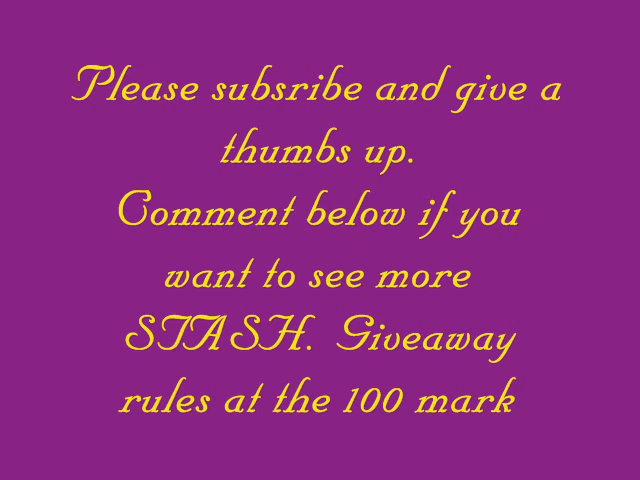 Please subsribe and give a
thumbs up.
Comment below if you
want to see more
STASH. Giveaway
rules at the 100 mark